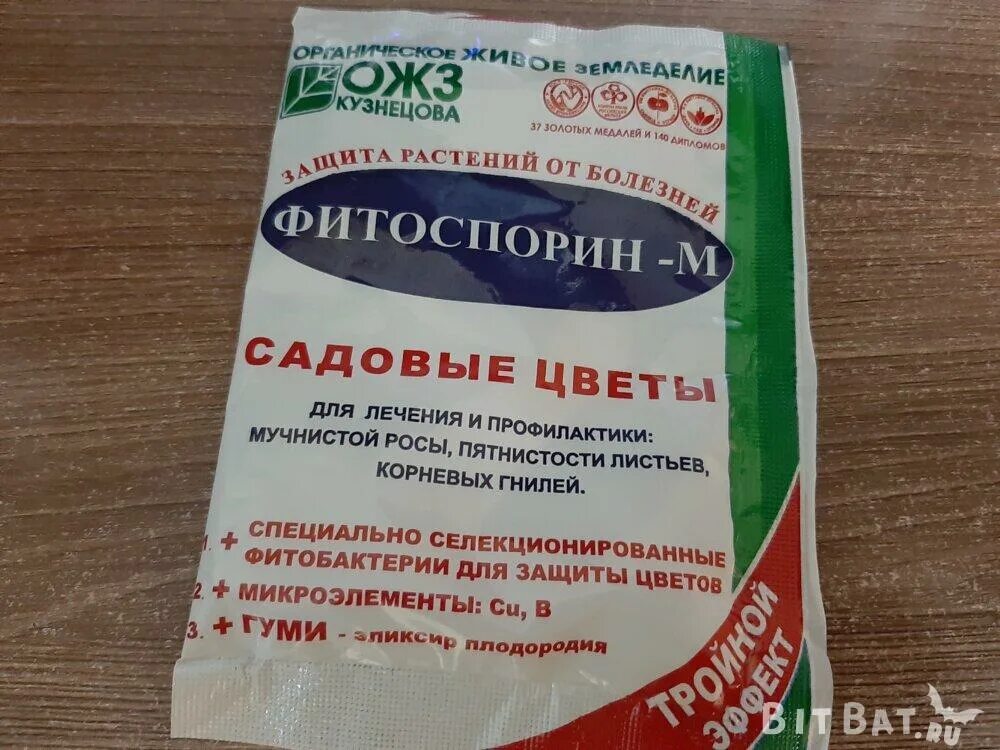 ОРГАНИЧЕСКОЕ ЖИВОЕ ЗЕМЛЕДЕЛИЕ
ОЖЗ
КУЗНЕЦОВА
37 ЗОЛОТЫХ МЕДАЛЕЙ И 140 ДИПЛОМОВ
ЗАЩИТА РАСТЕНИЙ ОТ БОЛЕЗНЕЙ
ФИТОСПОРИН -М
САДОВЫЕ ЦВЕТЫ
ДЛЯ ЛЕЧЕНИЯ И ПРОФИЛАКТИКИ:
МУЧНИСТОЙ РОСЫ, ПЯТНИСТОСТИ ЛИСТЬЕВ,
КОРНЕВЫХ ГНИЛЕЙ.
1. + СПЕЦИАЛЬНО СЕЛЕКЦИОНИРОВАННЫЕ
ФИТОБАКТЕРИИ ДЛЯ ЗАЩИТЫ ЦВЕТОВ
2. + МИКРОЭЛЕМЕНТЫ: Cu, B
3. + ГУМИ - эликсир плодородия
ТРОЙНОЙ
ЭФФЕКТ
BITBAT.RU